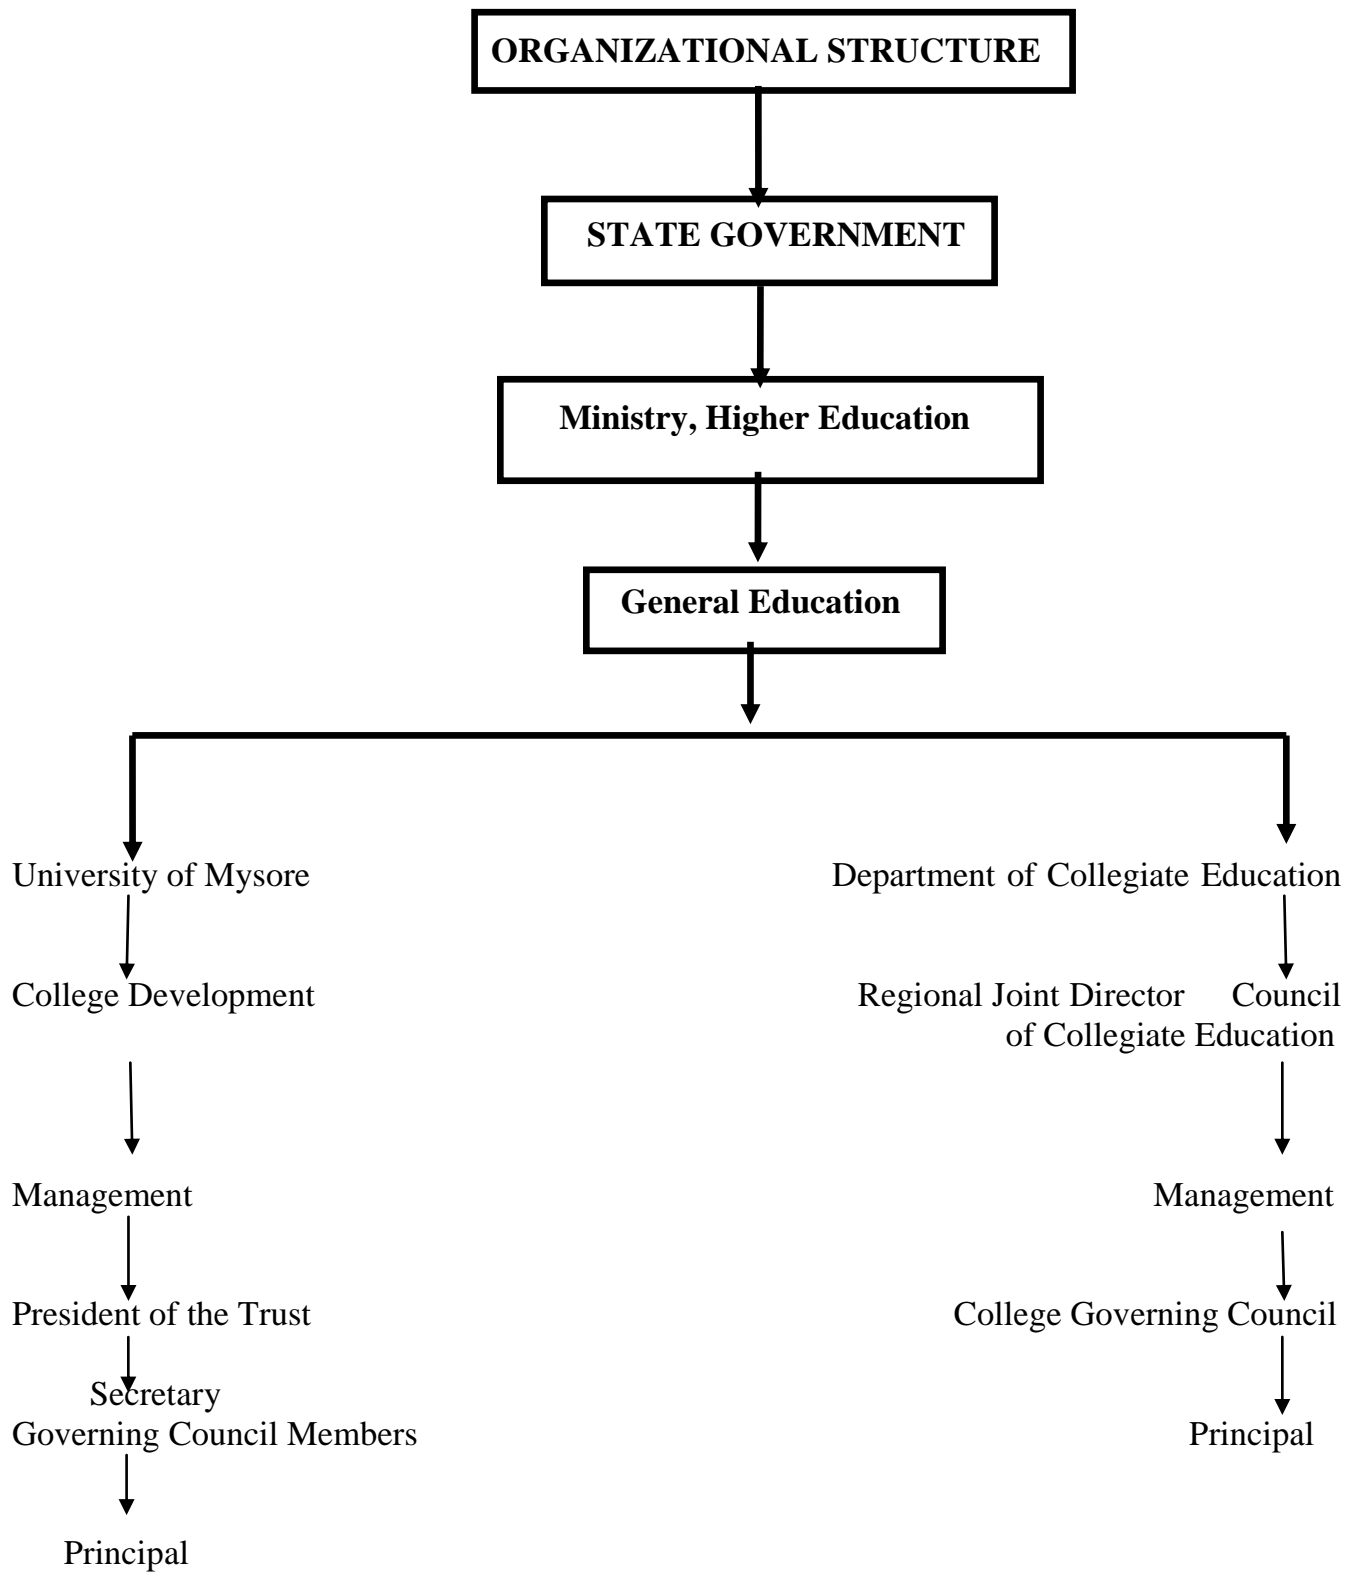 ORGANIZATIONAL STRUCTURE
STATE GOVERNMENT
Ministry, Higher Education
General Education
University of Mysore
Department of Collegiate Education
College Development
Regional Joint Director Council
of Collegiate Education
Management
Management
President of the Trust
College Governing Council
Secretary
Governing Council Members
Principal
Principal